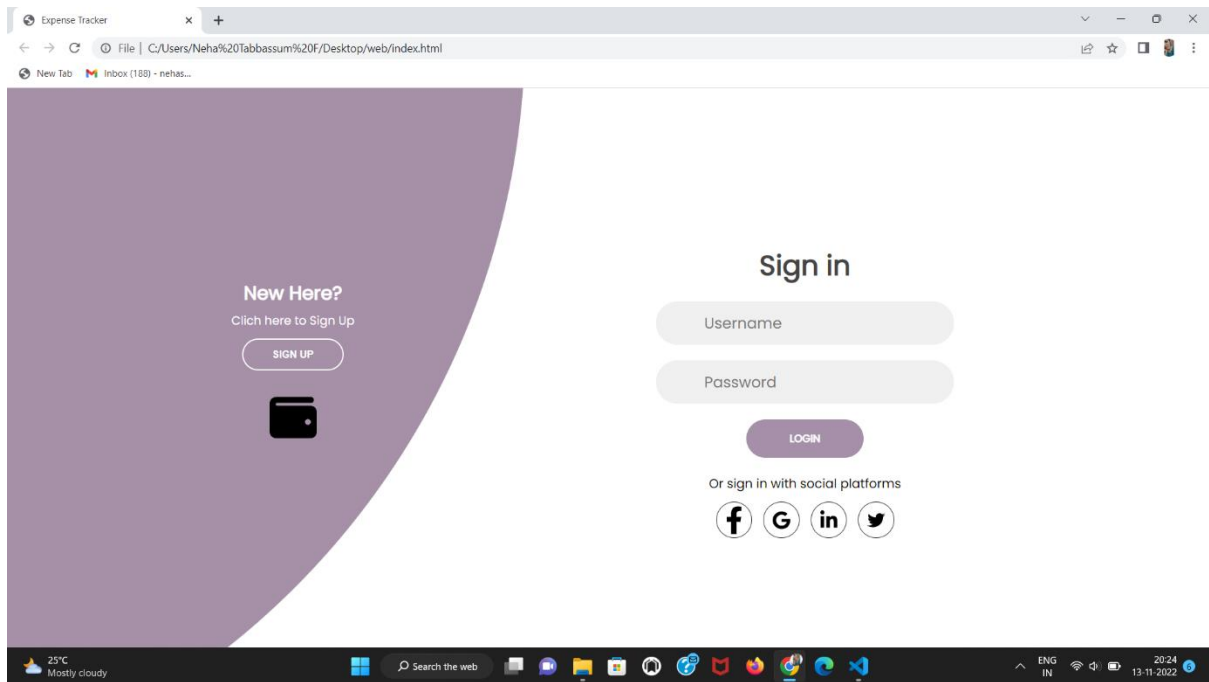 Expense Tracker
File | C:/Users/Neha%20Tabbassum%20F/Desktop/web/index.html
New Tab Inbox (188) - nehas...
New Here?
Clich here to Sign Up
SIGN UP
Sign in
Username
Password
LOGIN
Or sign in with social platforms
f G in
25°C
Mostly cloudy
Search the web
ENG
IN
20:24
13-11-2022
6